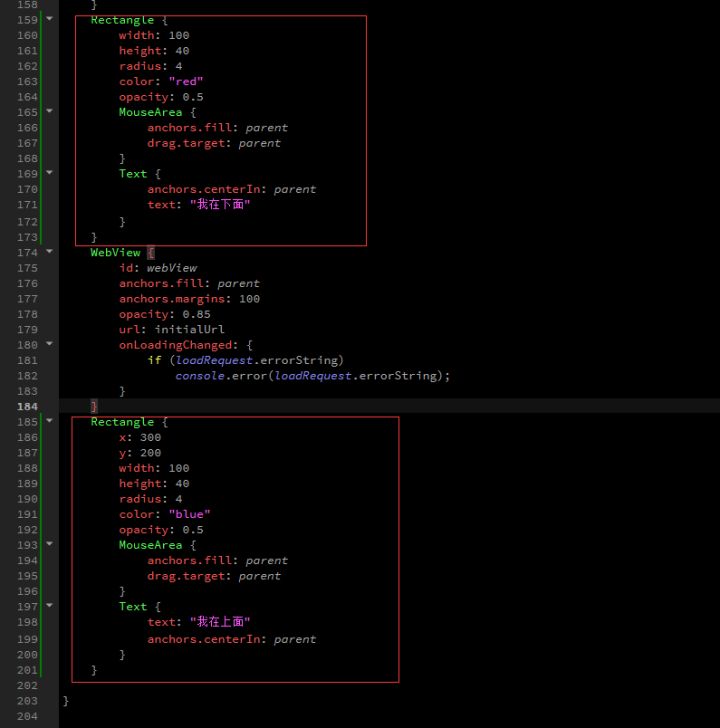 158 }
159 Rectangle {
160 width: 100
161 height: 40
162 radius: 4
163 color: "red"
164 opacity: 0.5
165 MouseArea {
166 anchors.fill: parent
167 drag.target: parent
168 }
169 Text {
170 anchors.centerIn: parent
171 text: "我在下面"
172 }
173 }
174 WebView {
175 id: webView
176 anchors.fill: parent
177 anchors.margins: 100
178 opacity: 0.85
179 url: initialUrl
180 onLoadingChanged: {
181 if (loadRequest.errorString)
182 console.error(loadRequest.errorString);
183 }
184 }
185 Rectangle {
186 x: 300
187 y: 200
188 width: 100
189 height: 40
190 radius: 4
191 color: "blue"
192 opacity: 0.5
193 MouseArea {
194 anchors.fill: parent
195 drag.target: parent
196 }
197 Text {
198 text: "我在上面"
199 anchors.centerIn: parent
200 }
201 }
202
203 }
204